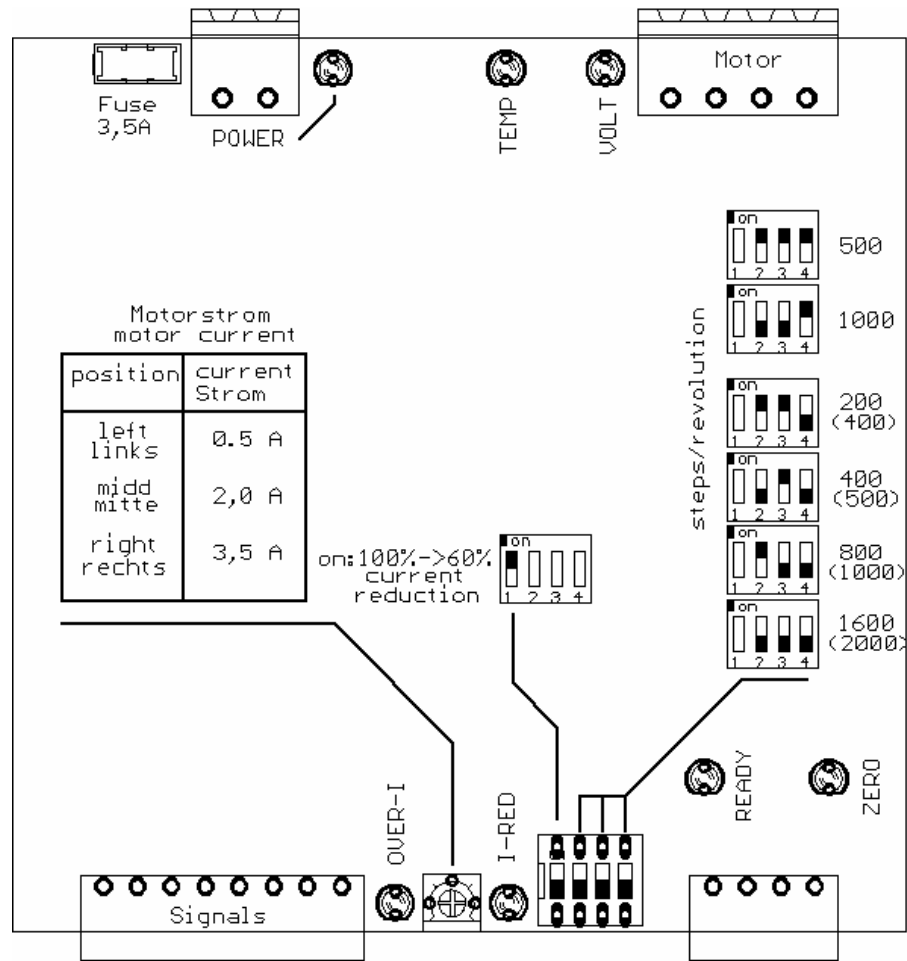 Motor
Fuse
3,5A
POWER
TEMP
VOLT
on
1 2 3 4
500
on
1 2 3 4
1000
Motorstrom
motor current
position
current
Strom
left
links
0.5 A
midd
mitte
2,0 A
right
rechts
3,5 A
steps/revolution
on
1 2 3 4
200
(400)
on
1 2 3 4
400
(500)
on
1 2 3 4
800
(1000)
on
1 2 3 4
1600
(2000)
on:100%->60%
current
reduction
on
1 2 3 4
READY
ZERO
OVER-I
I-RED
Signals